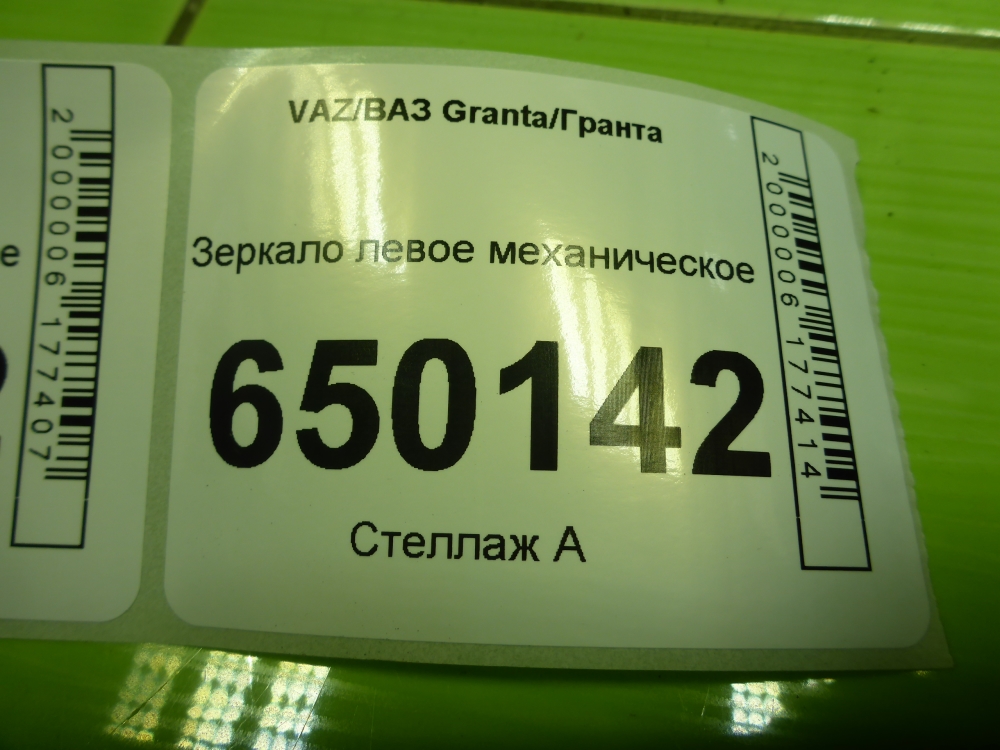 VAZ/ВАЗ Granta/Гранта
Зеркало левое механическое
650142
Стеллаж А
2000006177414
2000006177407
е